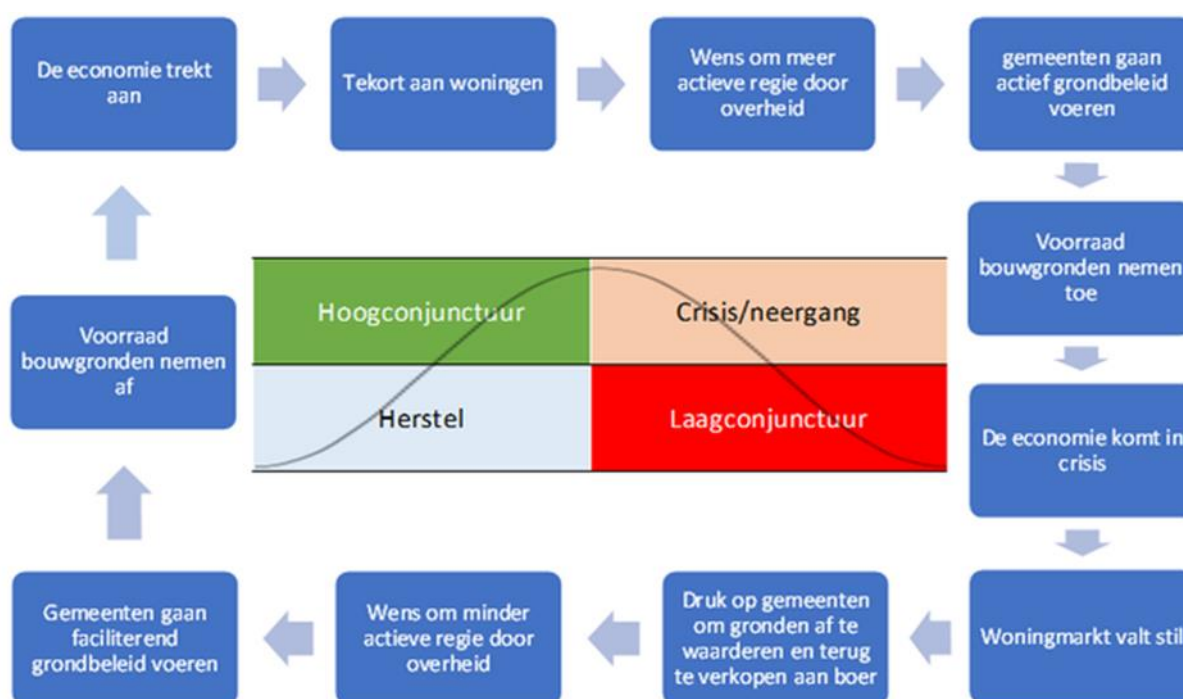 De economie trekt
aan
Tekort aan woningen
Wens om meer
actieve regie door
overheid
gemeenten gaan
actief grondbeleid
voeren
Voorraad
bouwgronden nemen
toe
De economie komt in
crisis
Woningmarkt valt stil
Druk op gemeenten
om gronden af te
waarderen en terug
te verkopen aan boer
Wens om minder
actieve regie door
overheid
Gemeenten gaan
faciliterend
grondbeleid voeren
Voorraad
bouwgronden nemen
af
Hoogconjunctuur
Crisis/neergang
Herstel
Laagconjunctuur